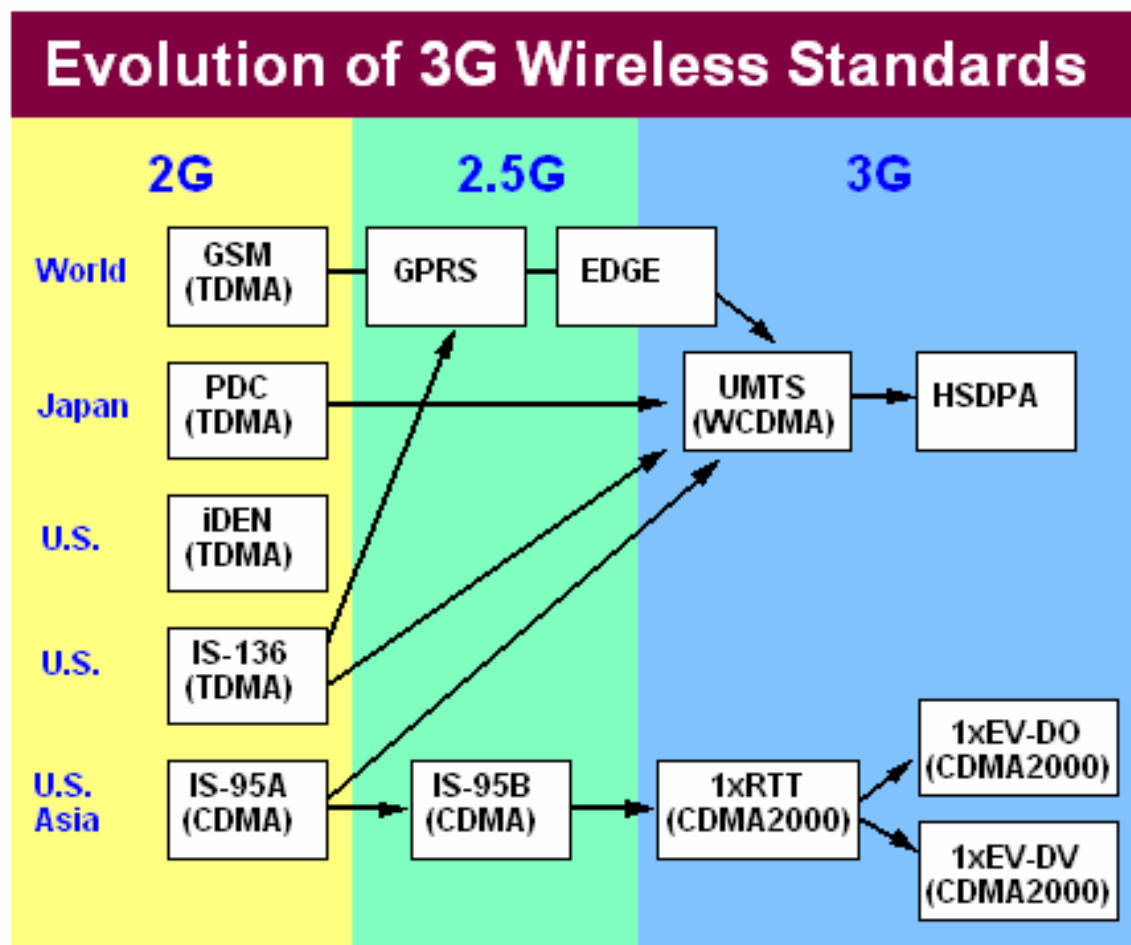 Evolution of 3G Wireless Standards
2G
2.5G
3G
World
GSM
(TDMA)
GPRS
EDGE
Japan
PDC
(TDMA)
UMTS
(WCDMA)
HSDPA
U.S.
iDEN
(TDMA)
U.S.
IS-136
(TDMA)
U.S.
Asia
IS-95A
(CDMA)
IS-95B
(CDMA)
1xRTT
(CDMA2000)
1xEV-DO
(CDMA2000)
1xEV-DV
(CDMA2000)